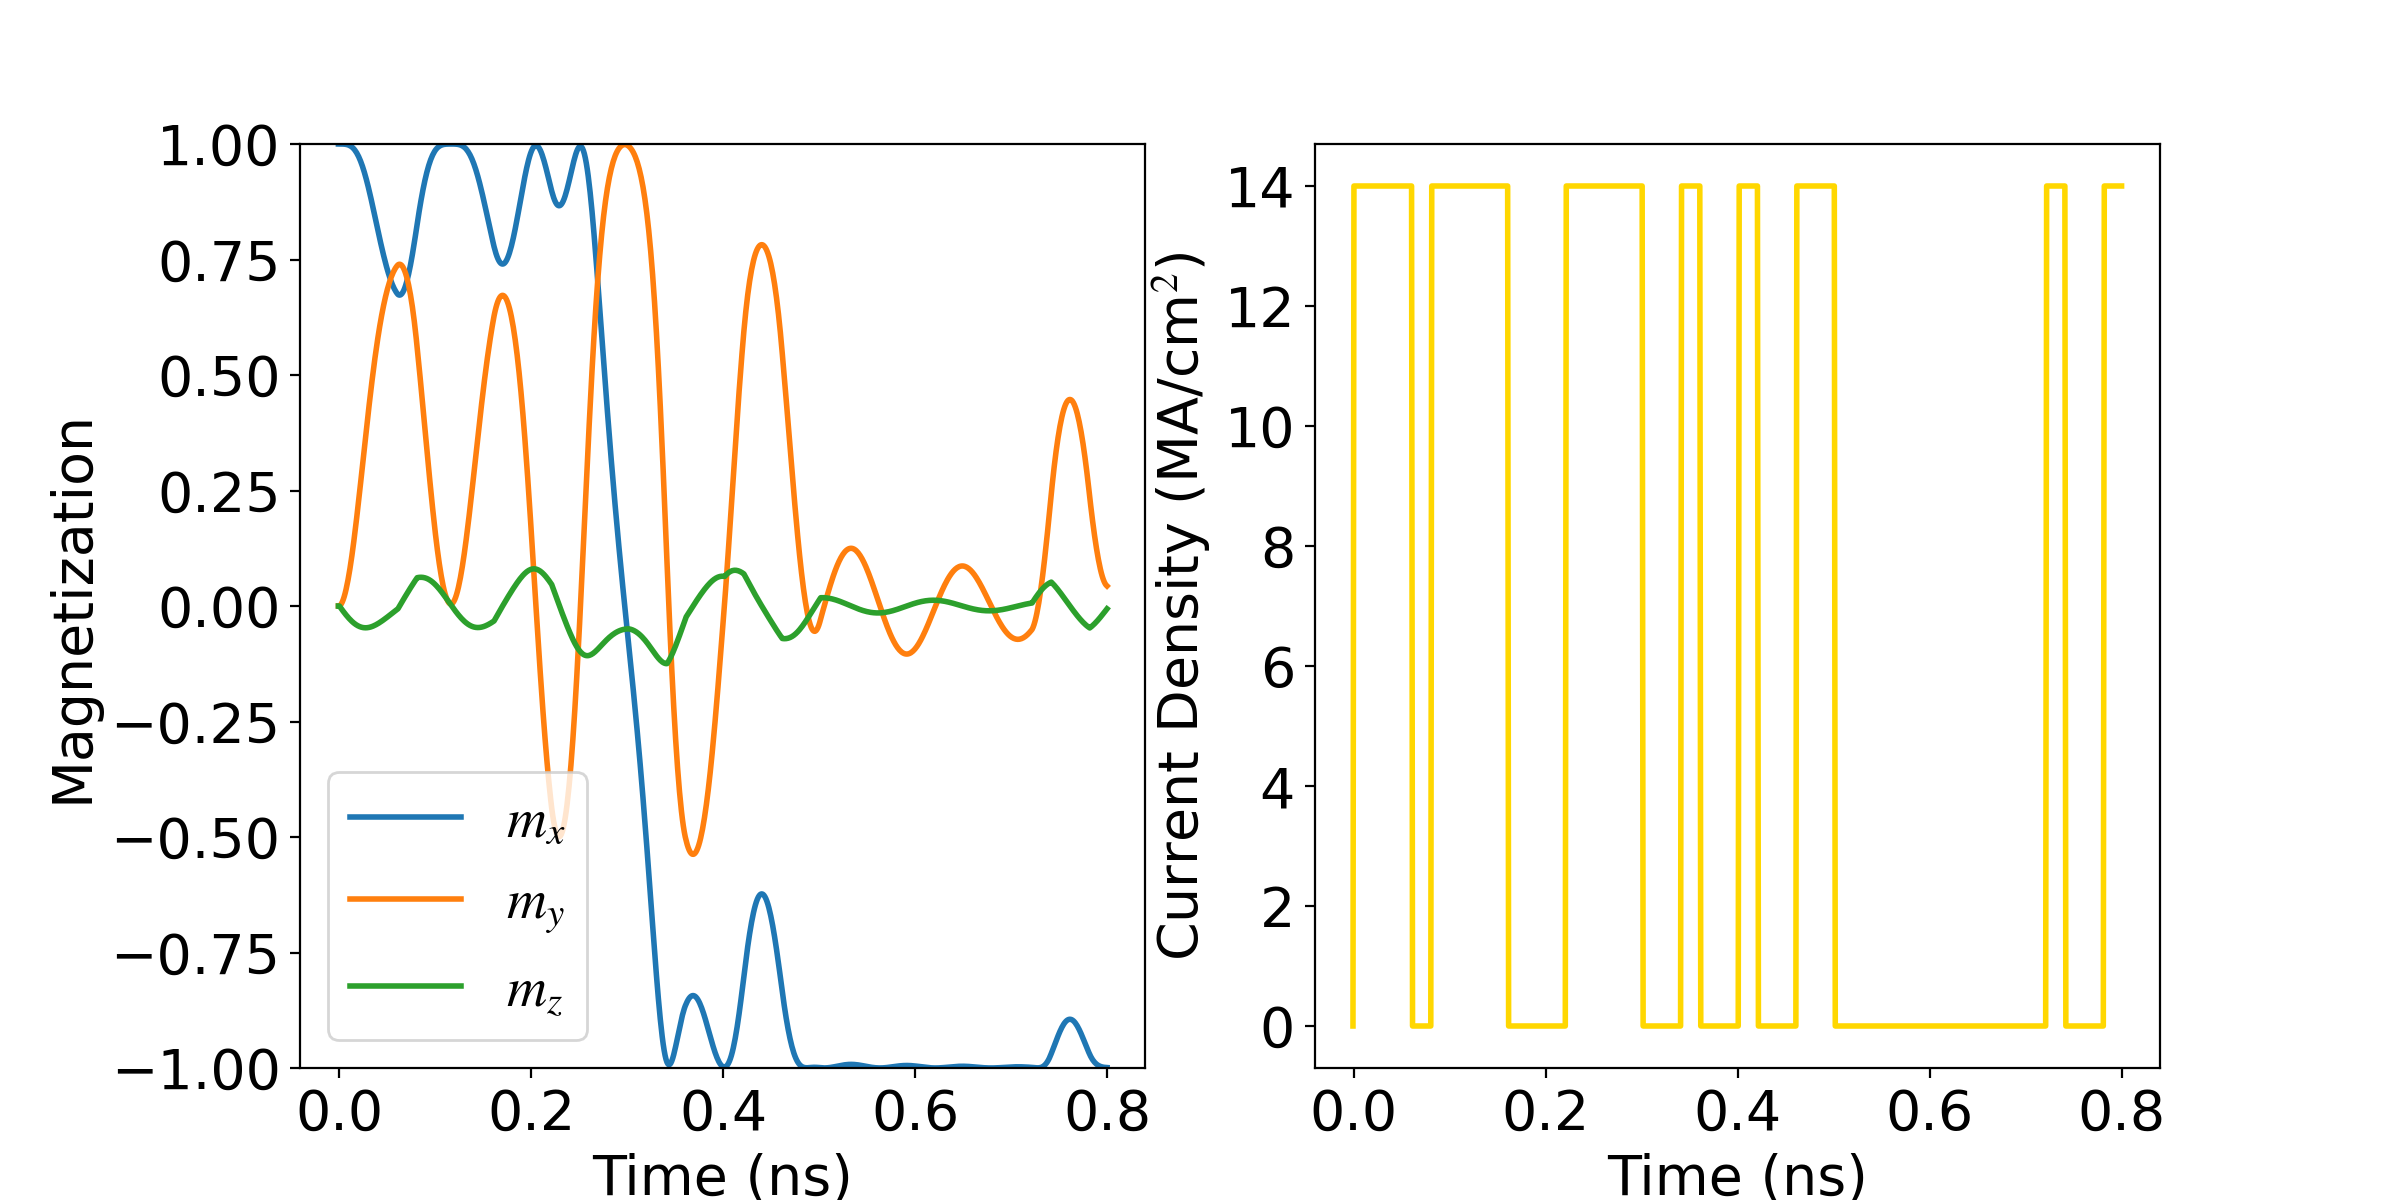 Magnetization
1.00
0.75
0.50
0.25
0.00
−0.25
−0.50
−0.75
−1.00
m_x
m_y
m_z
0.0 0.2 0.4 0.6 0.8
Time (ns)
Current Density (MA/cm²)
14
12
10
8
6
4
2
0
0.0 0.2 0.4 0.6 0.8
Time (ns)